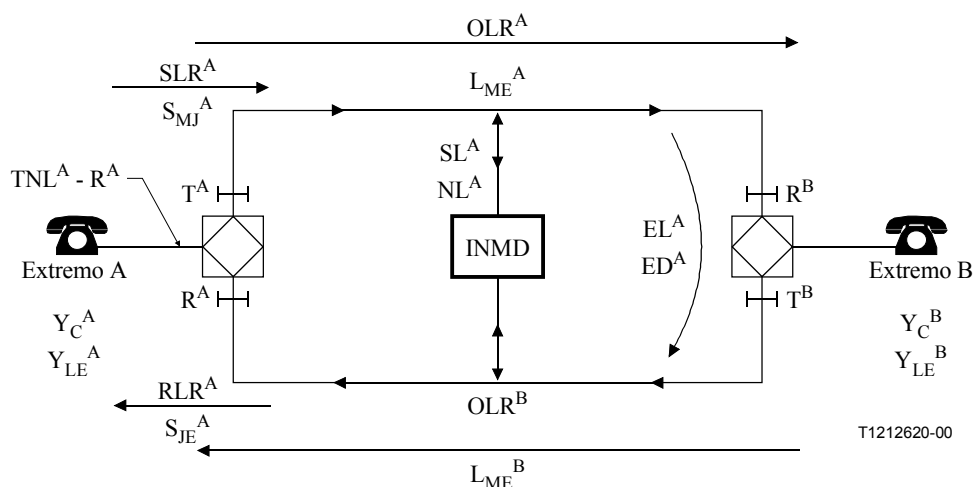 OLR^A
SLR^A
S_MJ^A
L_ME^A
TNL^A - R^A
T^A
SL^A
NL^A
R^B
INMD
EL^A
ED^A
Extremo A
Extremo B
R^A
T^B
Y_C^A
Y_LE^A
Y_C^B
Y_LE^B
RLR^A
S_JE^A
OLR^B
T1212620-00
L_ME^B